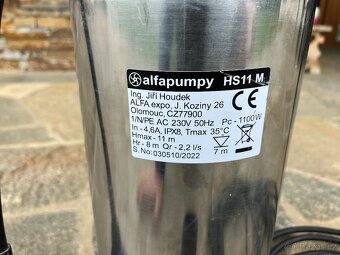 alfapumpy HS11 M
Ing. Jiří Houdek
ALFA expo, J. Koziny 26
Olomouc, CZ77900
1/N/PE AC 230V 50Hz Pc - 1100W
In - 4,6A, IPX8, Tmax 35°C
Hmax - 11 m
Hr - 8 m Qr - 2,2 l/s
7 m
S. No: 030510/2022